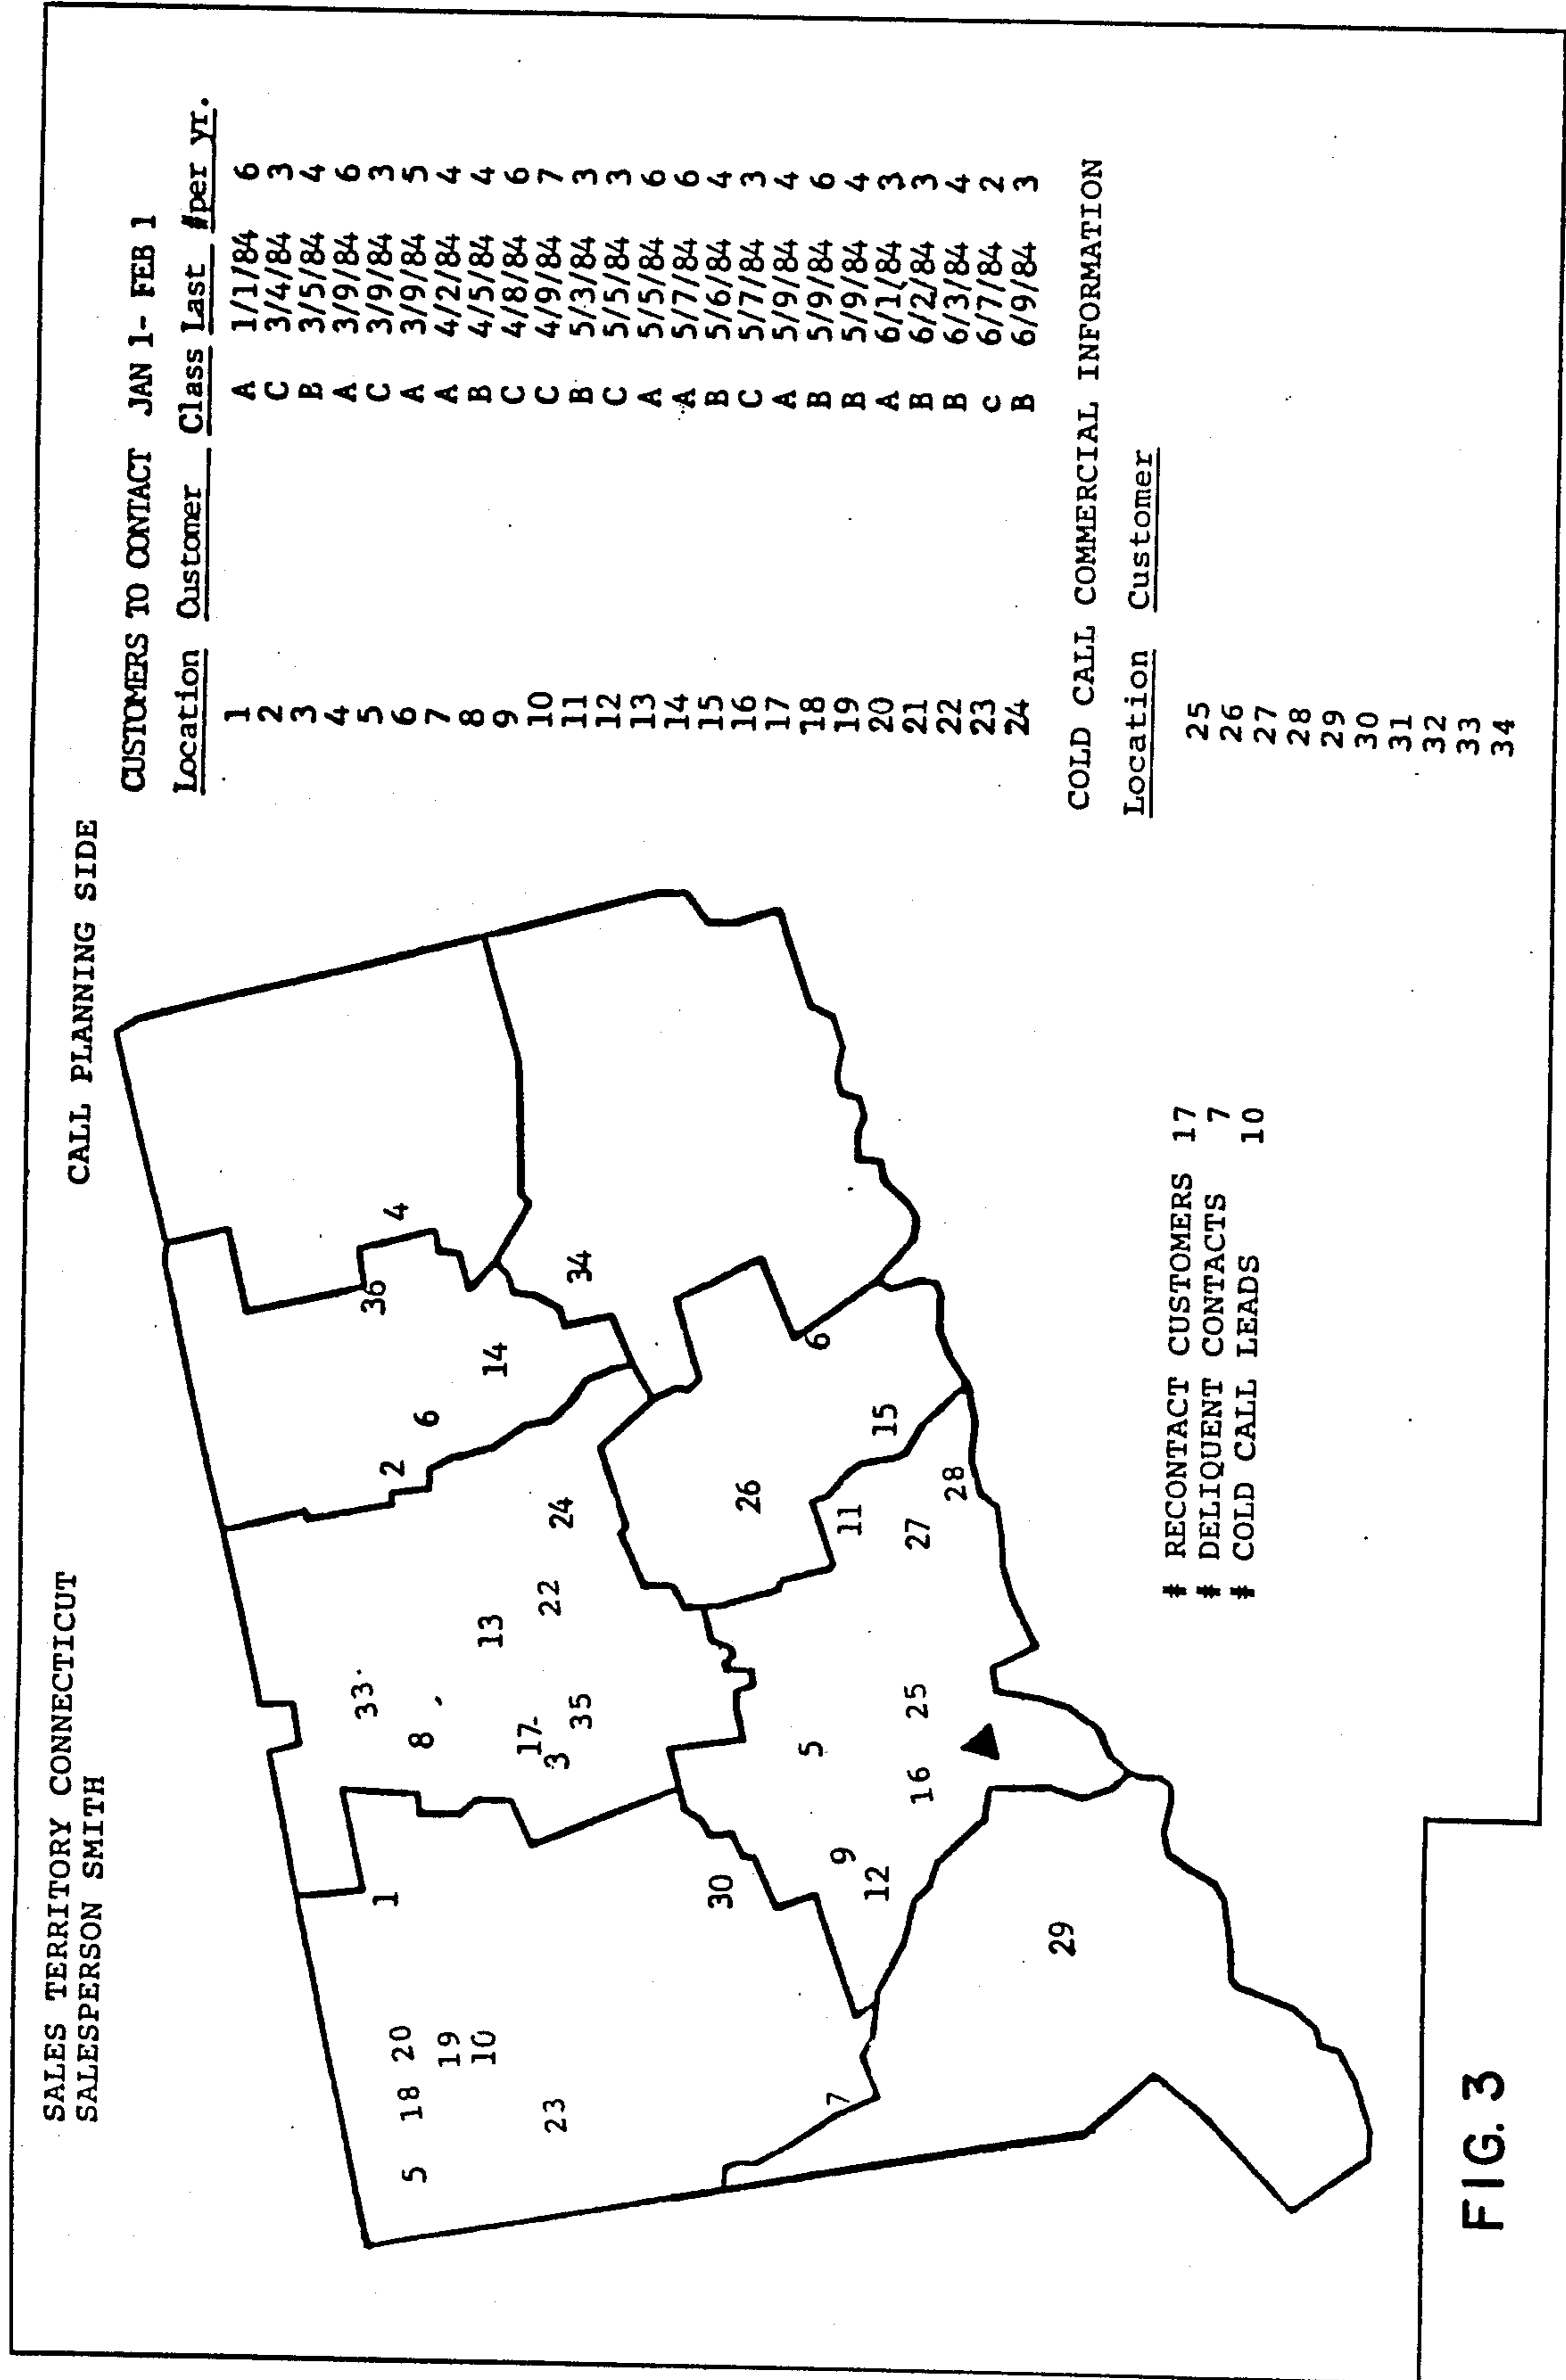 SALES TERRITORY CONNECTICUT
SALESPERSON SMITH
CALL PLANNING SIDE
CUSTOMERS TO CONTACT JAN 1- FEB 1
Location Customer Class Last #per yr.
1 A 1/1/84 6
2 C 3/4/84 3
3 B 3/5/84 4
4 A 3/9/84 6
5 C 3/9/84 3
6 A 3/9/84 5
7 A 4/2/84 4
8 B 4/5/84 4
9 C 4/8/84 6
10 C 4/9/84 7
11 B 5/3/84 3
12 C 5/5/84 3
13 A 5/5/84 6
14 A 5/7/84 6
15 B 5/6/84 4
16 C 5/7/84 3
17 A 5/9/84 4
18 B 5/9/84 6
19 B 5/9/84 4
20 A 6/1/84 3
21 B 6/2/84 3
22 B 6/3/84 4
23 c 6/7/84 2
24 B 6/9/84 3
COLD CALL COMMERCIAL INFORMATION
Location Customer
25
26
27
28
29
30
31
32
33
34
33
36
1
2
4
20
18
5
8
6
19
10
13
14
17
3
23
22
24
35
34
30
26
5
6
7
9
11
12
15
16
25
27
28
29
# RECONTACT CUSTOMERS 17
# DELIQUENT CONTACTS 7
# COLD CALL LEADS 10
FIG. 3